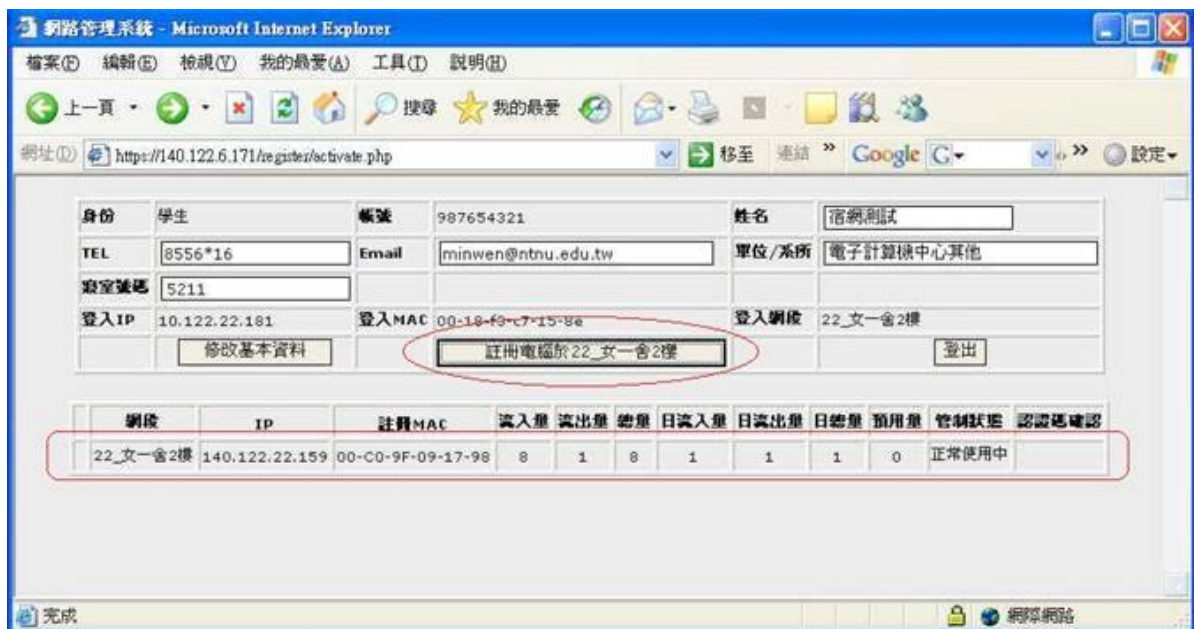 網路管理系統 - Microsoft Internet Explorer
檔案(F) 編輯(E) 檢視(V) 我的最愛(A) 工具(T) 說明(H)
上一頁 搜尋 我的最愛
網址(D) https://140.122.6.171/register/activate.php 移至 連結 » Google G 設定
身份 學生 帳號 987654321 姓名 宿網測試
TEL 8556*16 Email minwen@ntnu.edu.tw 單位/系所 電子計算機中心其他
寢室號碼 5211
登入IP 10.122.22.181 登入MAC 00-18-f3-c7-15-8e 登入網段 22_女一舍2樓
修改基本資料 註冊電腦於22_女一舍2樓 登出
網段 IP 註冊MAC 流入量 流出量 總量 日流入量 日流出量 日總量 預用量 管制狀態 認證碼確認
22_女一舍2樓 140.122.22.159 00-C0-9F-09-17-98 8 1 8 1 1 1 0 正常使用中
完成 網際網路